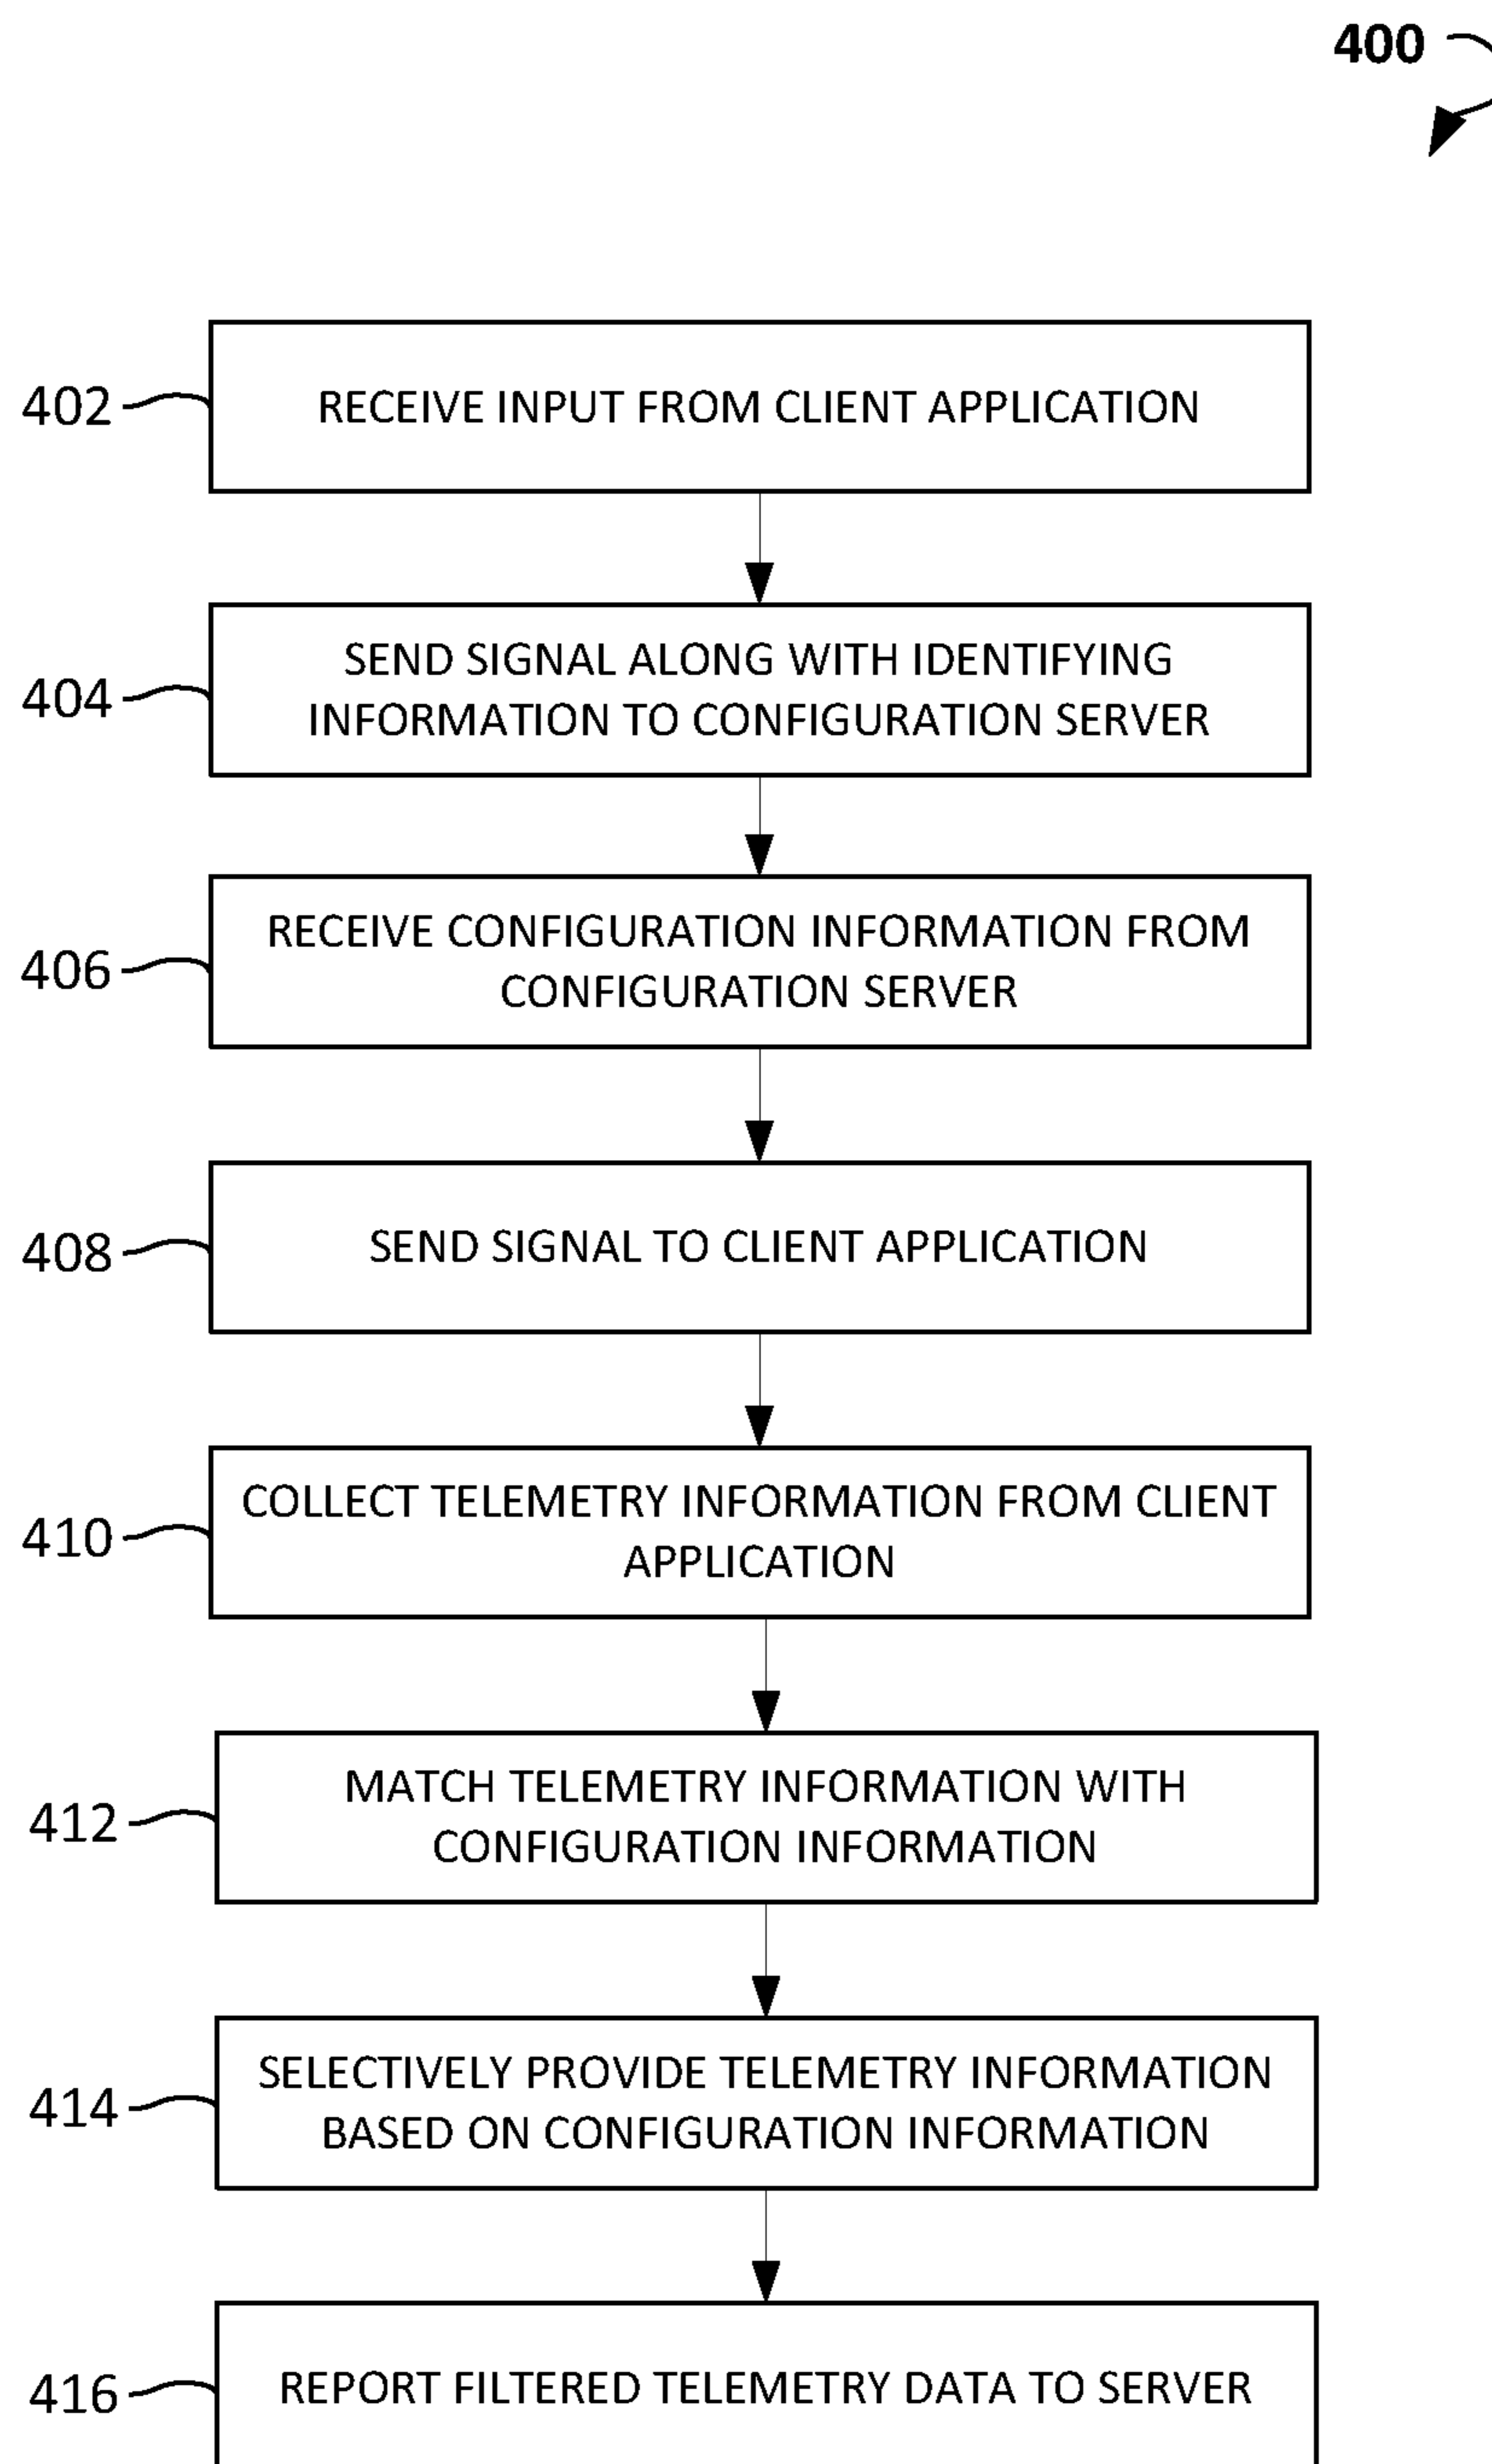 400
402
RECEIVE INPUT FROM CLIENT APPLICATION
404
SEND SIGNAL ALONG WITH IDENTIFYING
INFORMATION TO CONFIGURATION SERVER
406
RECEIVE CONFIGURATION INFORMATION FROM
CONFIGURATION SERVER
408
SEND SIGNAL TO CLIENT APPLICATION
410
COLLECT TELEMETRY INFORMATION FROM CLIENT
APPLICATION
412
MATCH TELEMETRY INFORMATION WITH
CONFIGURATION INFORMATION
414
SELECTIVELY PROVIDE TELEMETRY INFORMATION
BASED ON CONFIGURATION INFORMATION
416
REPORT FILTERED TELEMETRY DATA TO SERVER